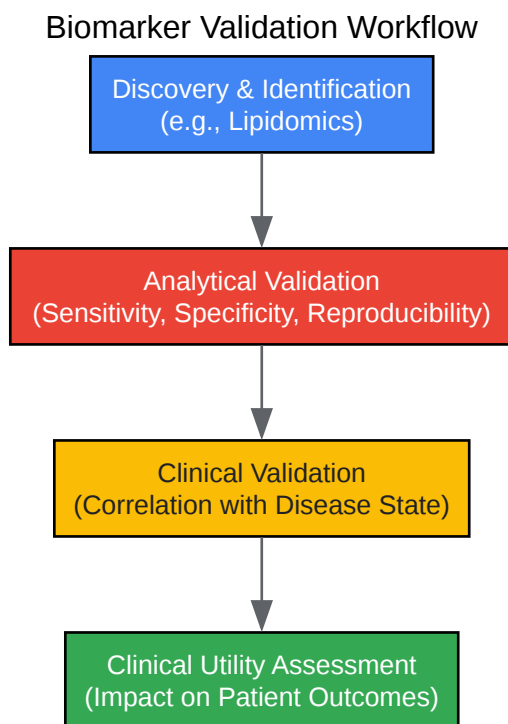 Biomarker Validation Workflow
Discovery & Identification
(e.g., Lipidomics)
Analytical Validation
(Sensitivity, Specificity, Reproducibility)
Clinical Validation
(Correlation with Disease State)
Clinical Utility Assessment
(Impact on Patient Outcomes)